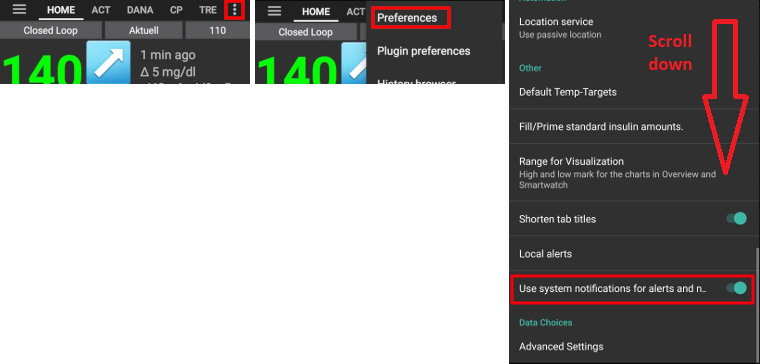 HOME ACT DANA CP TRE
Closed Loop Aktuell 110
140
1 min ago
Δ 5 mg/dl
HOME ACT
Closed Loop
140
Preferences
Plugin preferences
History browser
Automation
Location service
Use passive location
Scroll
down
Other
Default Temp-Targets
Fill/Prime standard insulin amounts.
Range for Visualization
High and low mark for the charts in Overview and
Smartwatch
Shorten tab titles
Local alerts
Use system notifications for alerts and n..
Data Choices
Advanced Settings